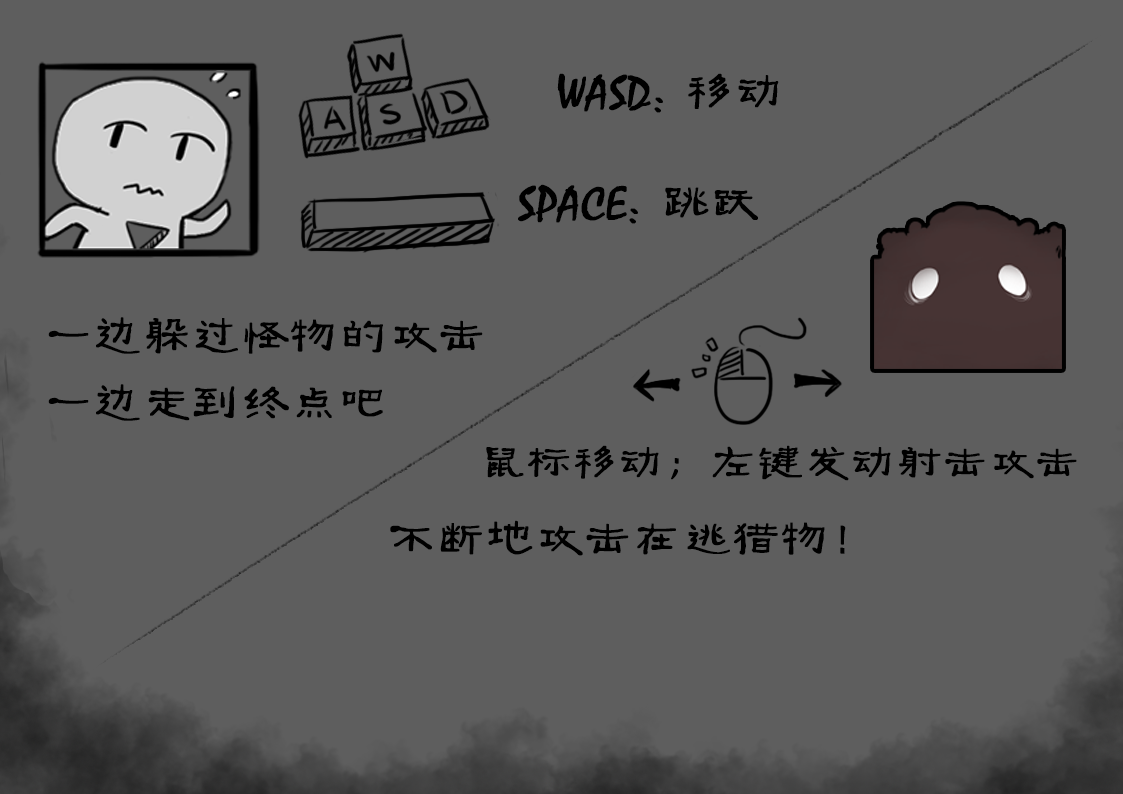 W
A S D
WASD: 移动
SPACE: 跳跃
一边躲过怪物的攻击
一边走到终点吧
鼠标移动；左键发动射击攻击
不断地攻击在逃猎物！